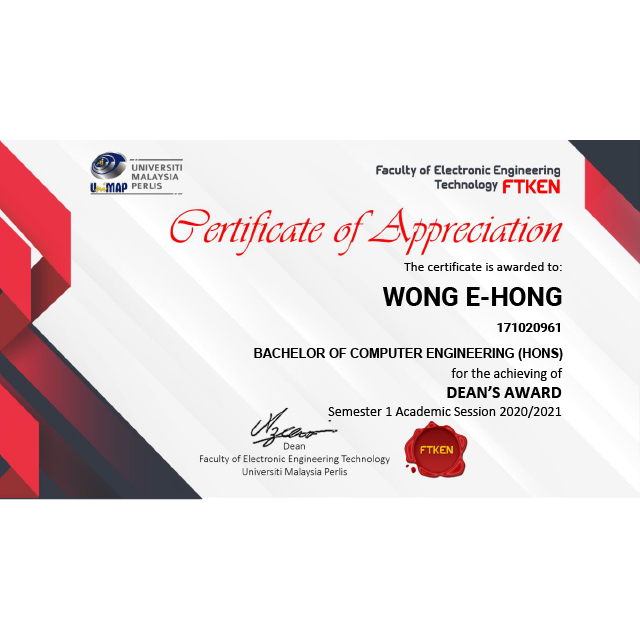 UniMAP
UNIVERSITI
MALAYSIA
PERLIS
Faculty of Electronic Engineering
Technology FTKEN
Certificate of Appreciation
The certificate is awarded to:
WONG E-HONG
171020961
BACHELOR OF COMPUTER ENGINEERING (HONS)
for the achieving of
DEAN'S AWARD
Semester 1 Academic Session 2020/2021
Dean
Faculty of Electronic Engineering Technology
Universiti Malaysia Perlis
FTKEN